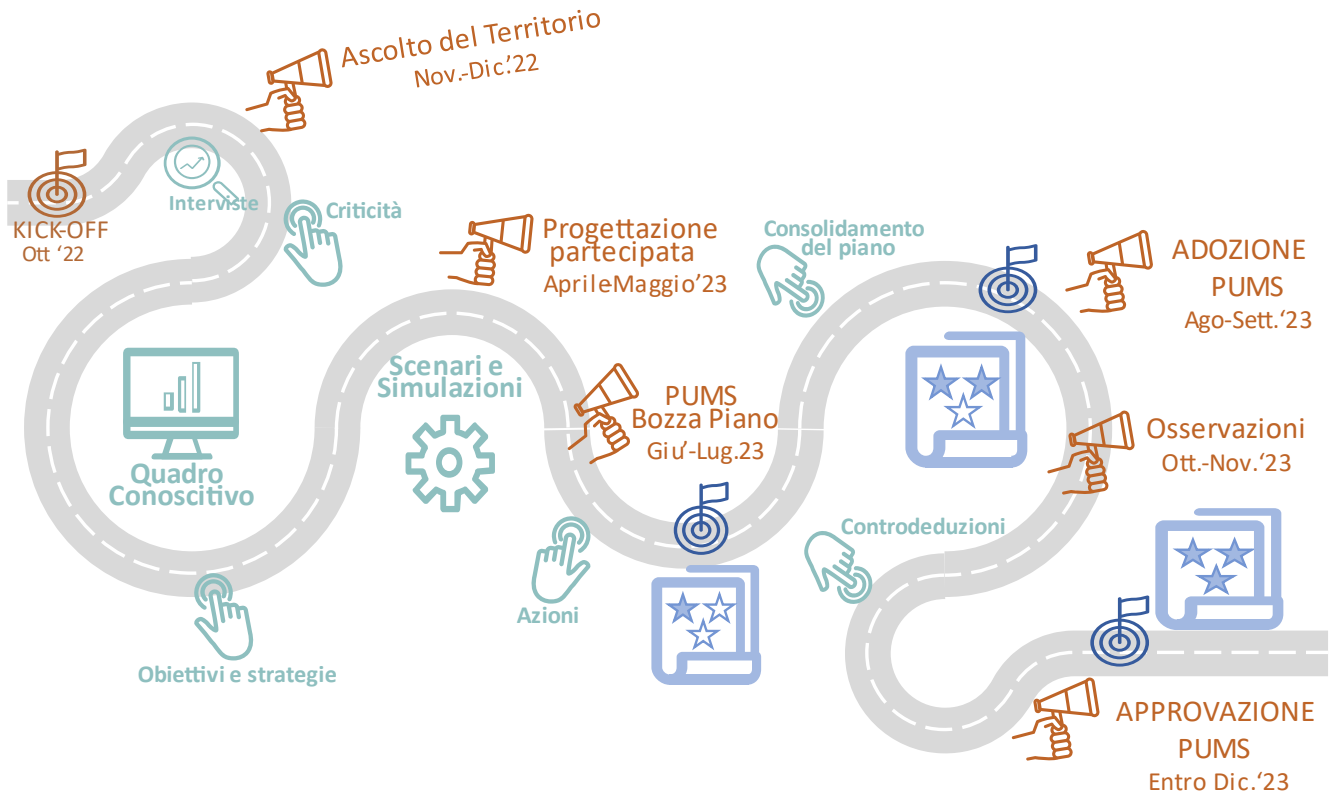 Ascolto del Territorio
Nov.-Dic.'22
KICK-OFF
Ott ‘22
Interviste
Criticità
Quadro
Conoscitivo
Obiettivi e strategie
Progettazione
partecipata
AprileMaggio’23
Scenari e
Simulazioni
Azioni
PUMS
Bozza Piano
Giu’-Lug.23
Consolidamento
del piano
ADOZIONE
PUMS
Ago-Sett.‘23
Osservazioni
Ott.-Nov.‘23
Controdeduzioni
APPROVAZIONE
PUMS
Entro Dic.‘23